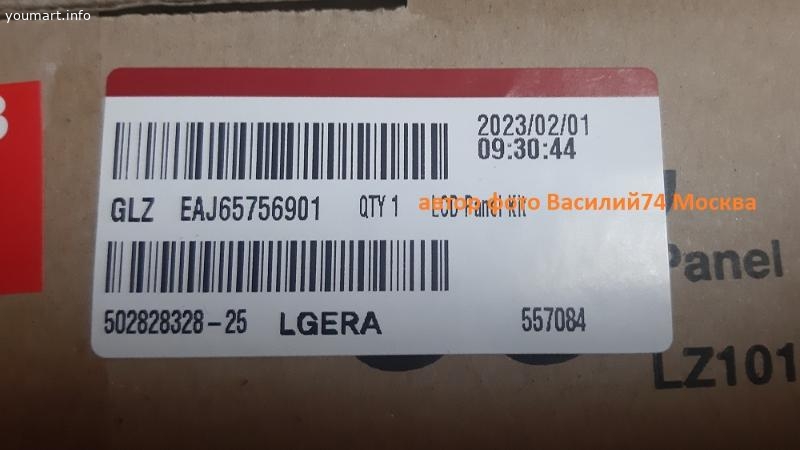 youmart.info
2023/02/01
09:30:44
GLZ EAJ65756901 QTY 1 LCD Panel Kit
автор фото Василий74 Москва
Panel
502828328-25 LGERA 557084
LZ101